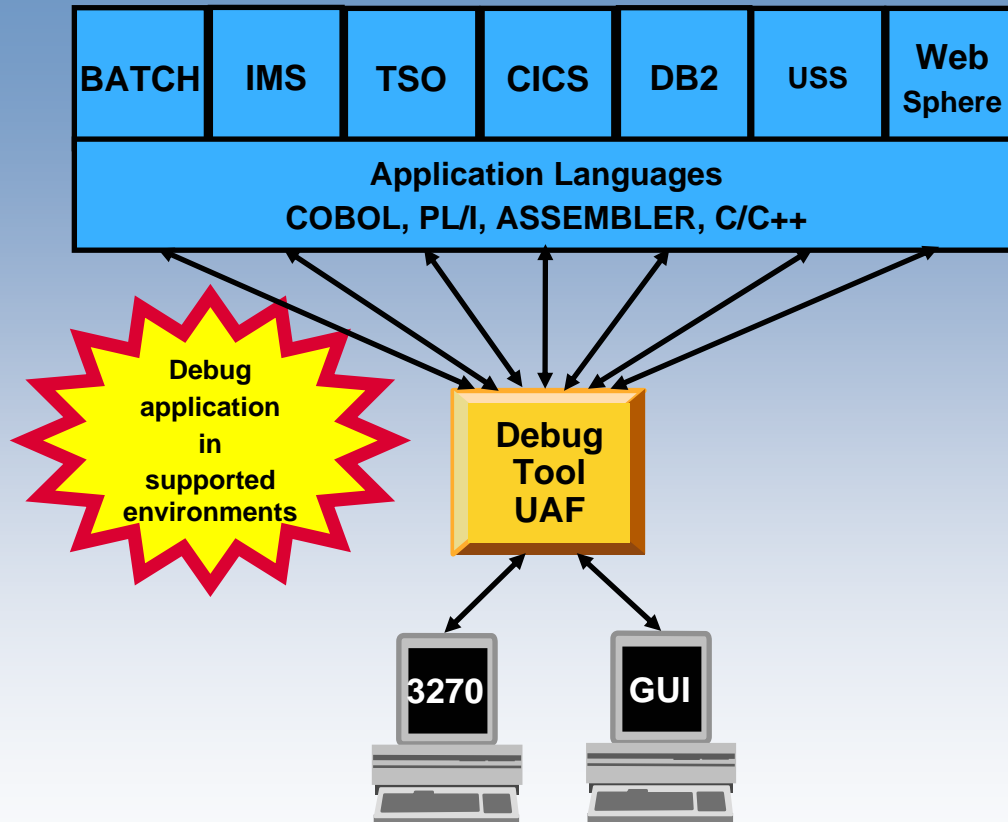 BATCH
IMS
TSO
CICS
DB2
USS
Web
Sphere
Application Languages
COBOL, PL/I, ASSEMBLER, C/C++
Debug
application
in
supported
environments
Debug
Tool
UAF
3270
GUI